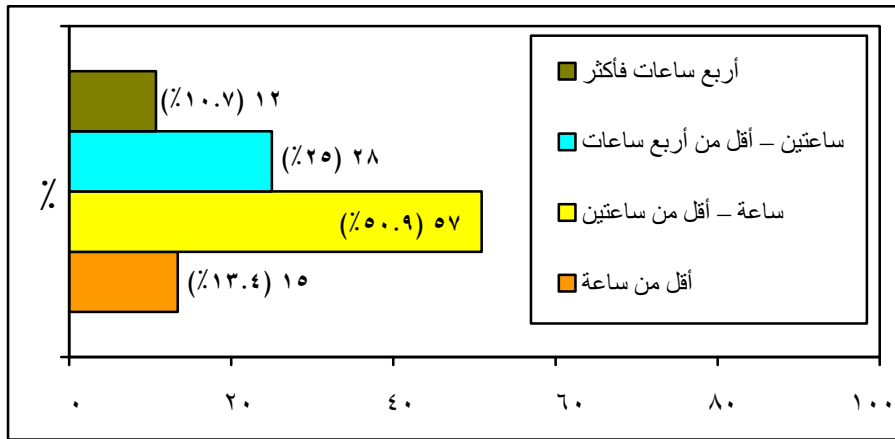 أربع ساعات فأكثر
ساعتين – أقل من أربع ساعات
ساعة – أقل من ساعتين
أقل من ساعة
١٢ (١٠.٧٪)
٢٨ (٢٥٪)
٥٧ (٥٠.٩٪)
١٥ (١٣.٤٪)
٪
٠ ٢٠ ٤٠ ٦٠ ٨٠ ١٠٠